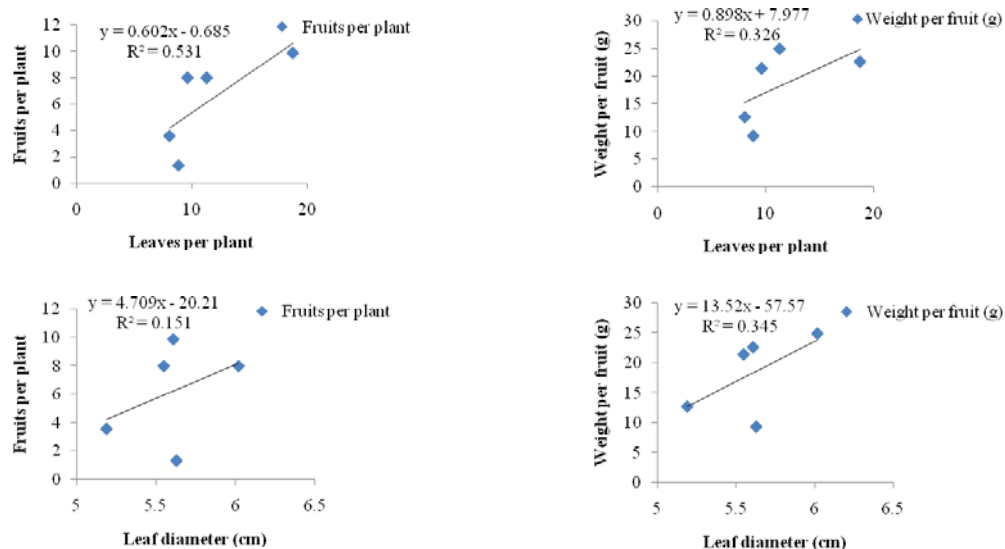 y = 0.602x - 0.685
R² = 0.531
Fruits per plant
Fruits per plant
12
10
8
6
4
2
0
0 10 20
Leaves per plant
y = 0.898x + 7.977
R² = 0.326
Weight per fruit (g)
Weight per fruit (g)
30
25
20
15
10
5
0
0 10 20
Leaves per plant
y = 4.709x - 20.21
R² = 0.151
Fruits per plant
Fruits per plant
12
10
8
6
4
2
0
5 5.5 6 6.5
Leaf diameter (cm)
y = 13.52x - 57.57
R² = 0.345
Weight per fruit (g)
Weight per fruit (g)
30
25
20
15
10
5
0
5 5.5 6 6.5
Leaf diameter (cm)